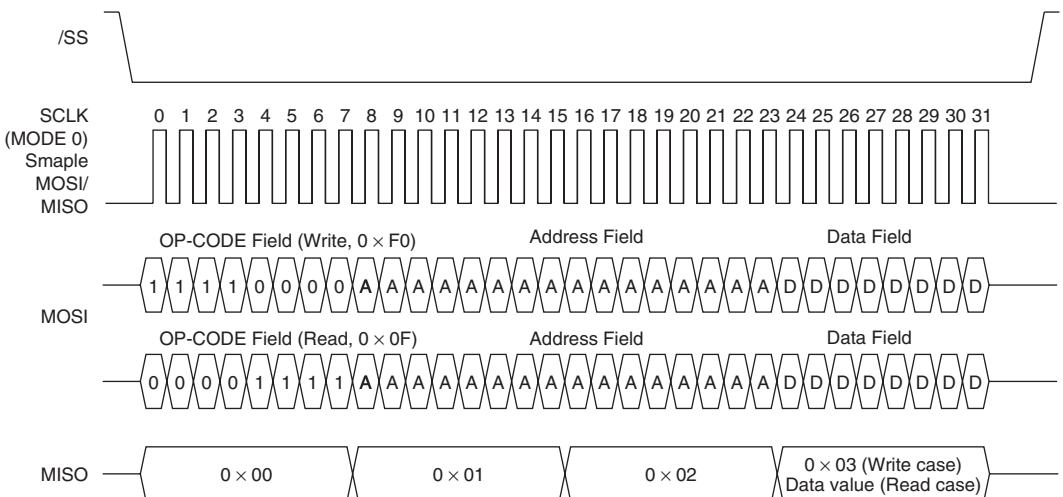 /SS
SCLK
(MODE 0)
Smaple
MOSI/
MISO
0 1 2 3 4 5 6 7 8 9 10 11 12 13 14 15 16 17 18 19 20 21 22 23 24 25 26 27 28 29 30 31
OP-CODE Field (Write, 0 × F0) Address Field Data Field
MOSI
1 1 1 1 0 0 0 0 A A A A A A A A A A A A A A A A D D D D D D D D
OP-CODE Field (Read, 0 × 0F) Address Field Data Field
0 0 0 0 1 1 1 1 A A A A A A A A A A A A A A A A D D D D D D D D
MISO
0 × 00 0 × 01 0 × 02 0 × 03 (Write case)
Data value (Read case)